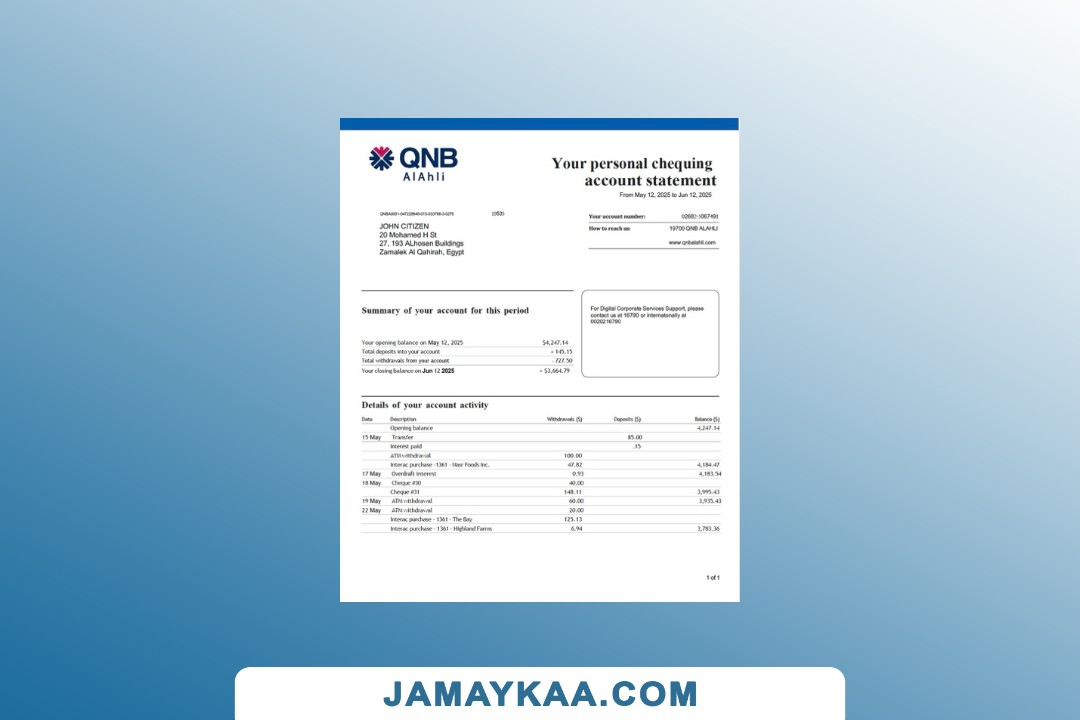 QNB
AlAhli
Your personal chequing
account statement
From May 12, 2025 to Jun 12, 2025
JOHN CITIZEN
20 Mohamed H St
27, 193 ALhosen Buildings
Zamalek Al Qahirah, Egypt
Your account number:
How to reach us: 19700 QNB ALAHLI
www.qnbalahli.com
Summary of your account for this period
For Digital Corporate Services Support, please
contact us at 16790 or internationally at
0020216790
Your opening balance on May 12, 2025 $4,247.14
Total deposits into your account + 145.15
Total withdrawals from your account - 727.50
Your closing balance on Jun 12 2025 = $3,664.79
Details of your account activity
Date Description Withdrawals ($) Deposits ($) Balance ($)
Opening balance 4,247.14
15 May Transfer 85.00
Interest paid .15
ATM withdrawal 100.00
Interac purchase -1361 - Nasr Foods Inc. 47.82 4,184.47
17 May Overdraft interest 0.93 4,183.54
18 May Cheque #30 40.00
Cheque #31 148.11 3,995.43
19 May ATM withdrawal 60.00 3,935.43
22 May ATM withdrawal 20.00
Interac purchase - 1361 - The Bay 125.13
Interac purchase - 1361 - Highland Farms 6.94 3,783.36
1 of 1
JAMAYKAA.COM